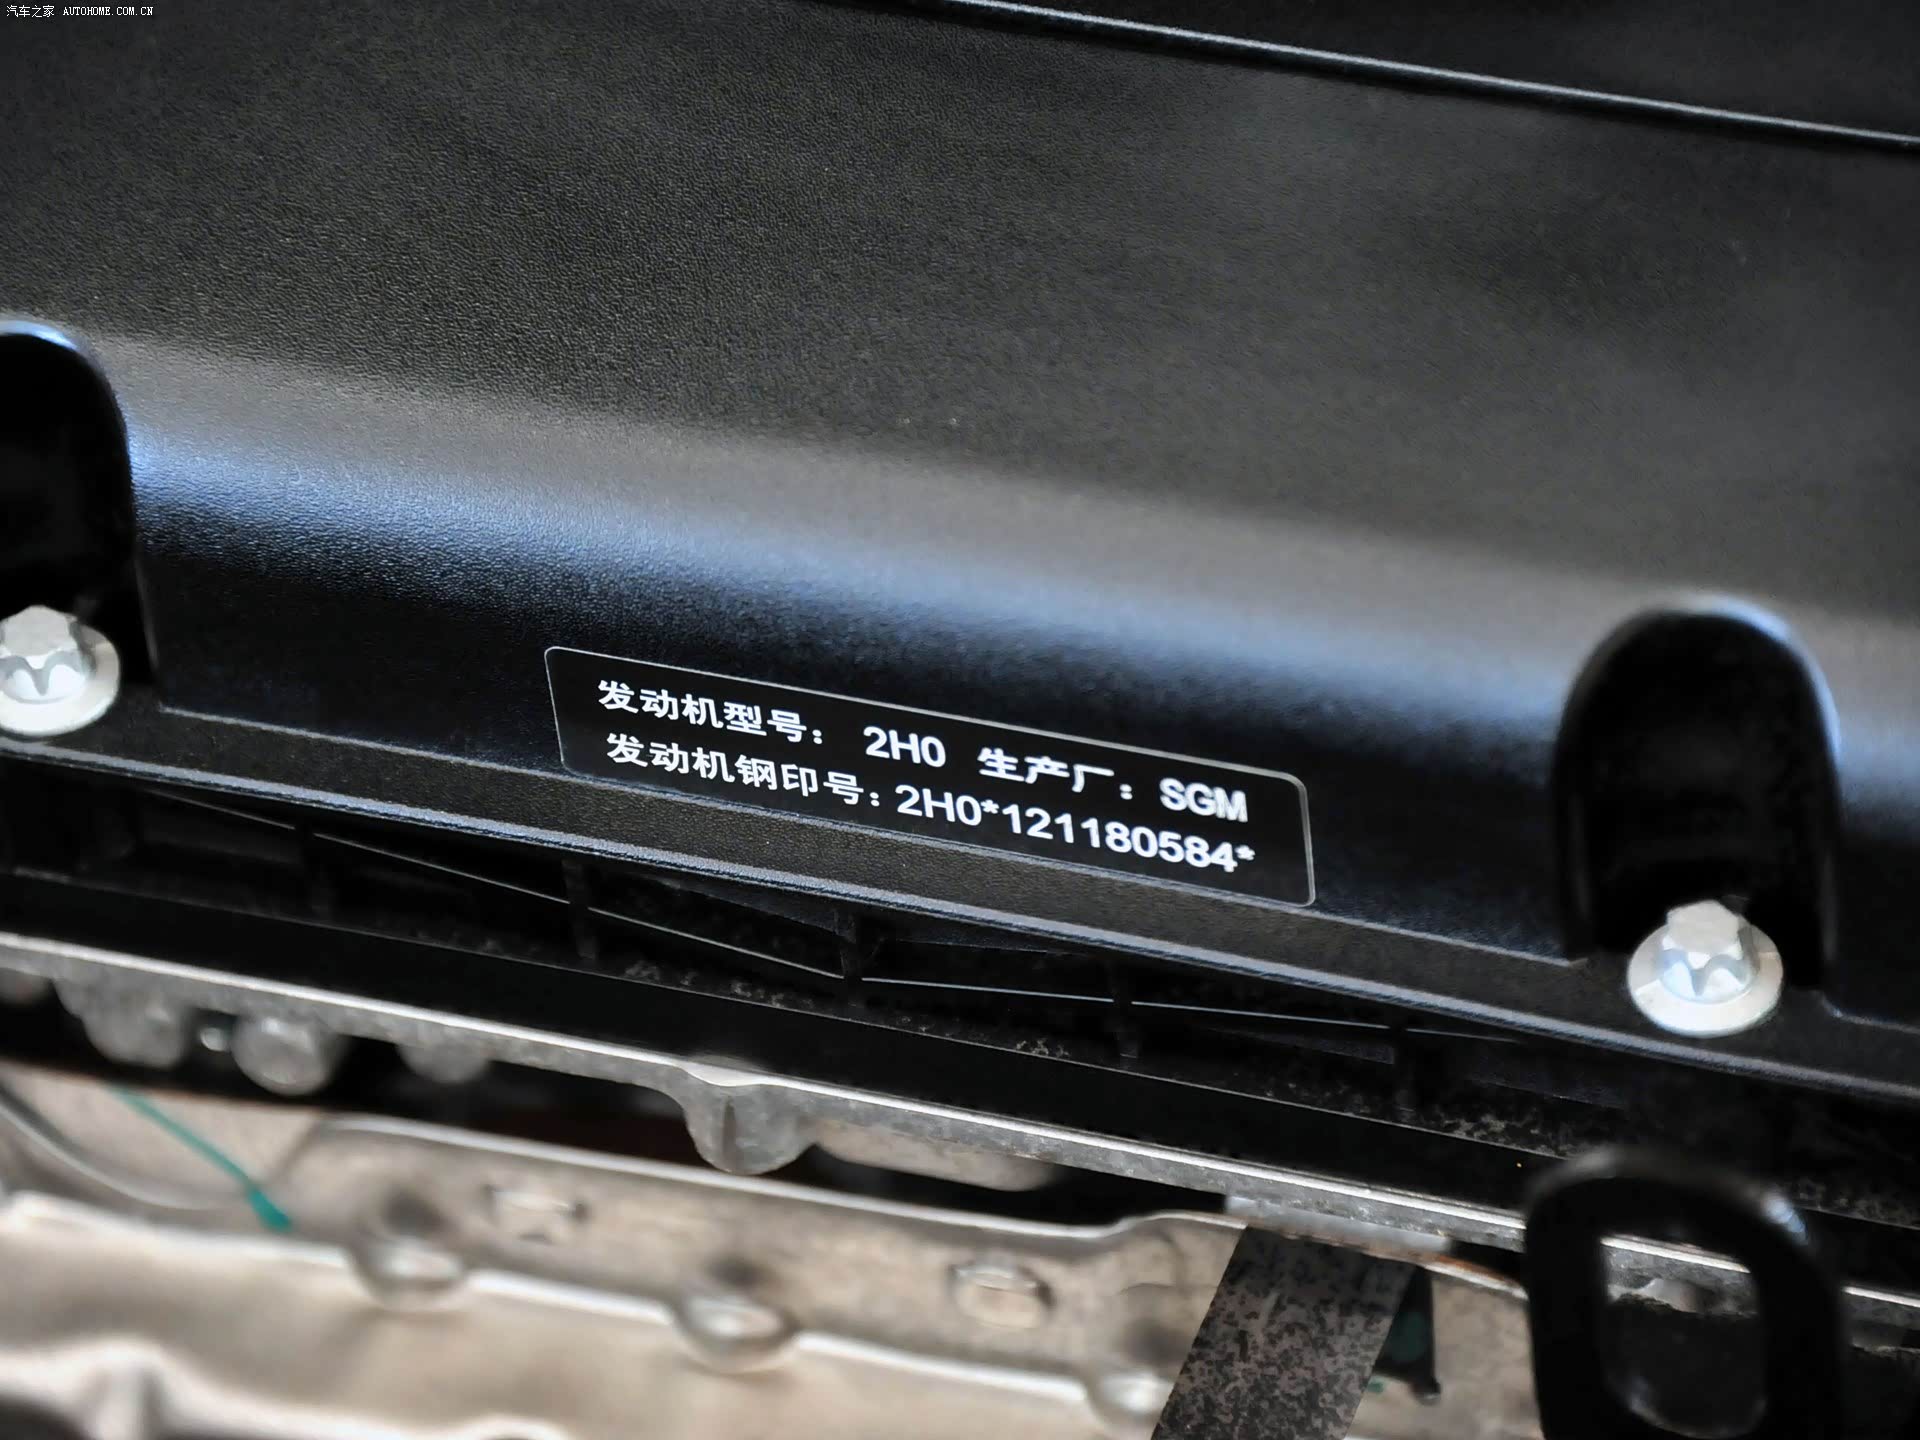 汽车之家 AUTOHOME.COM.CN
发动机型号： 2H0 生产厂：SGM
发动机钢印号：2H0*121180584*